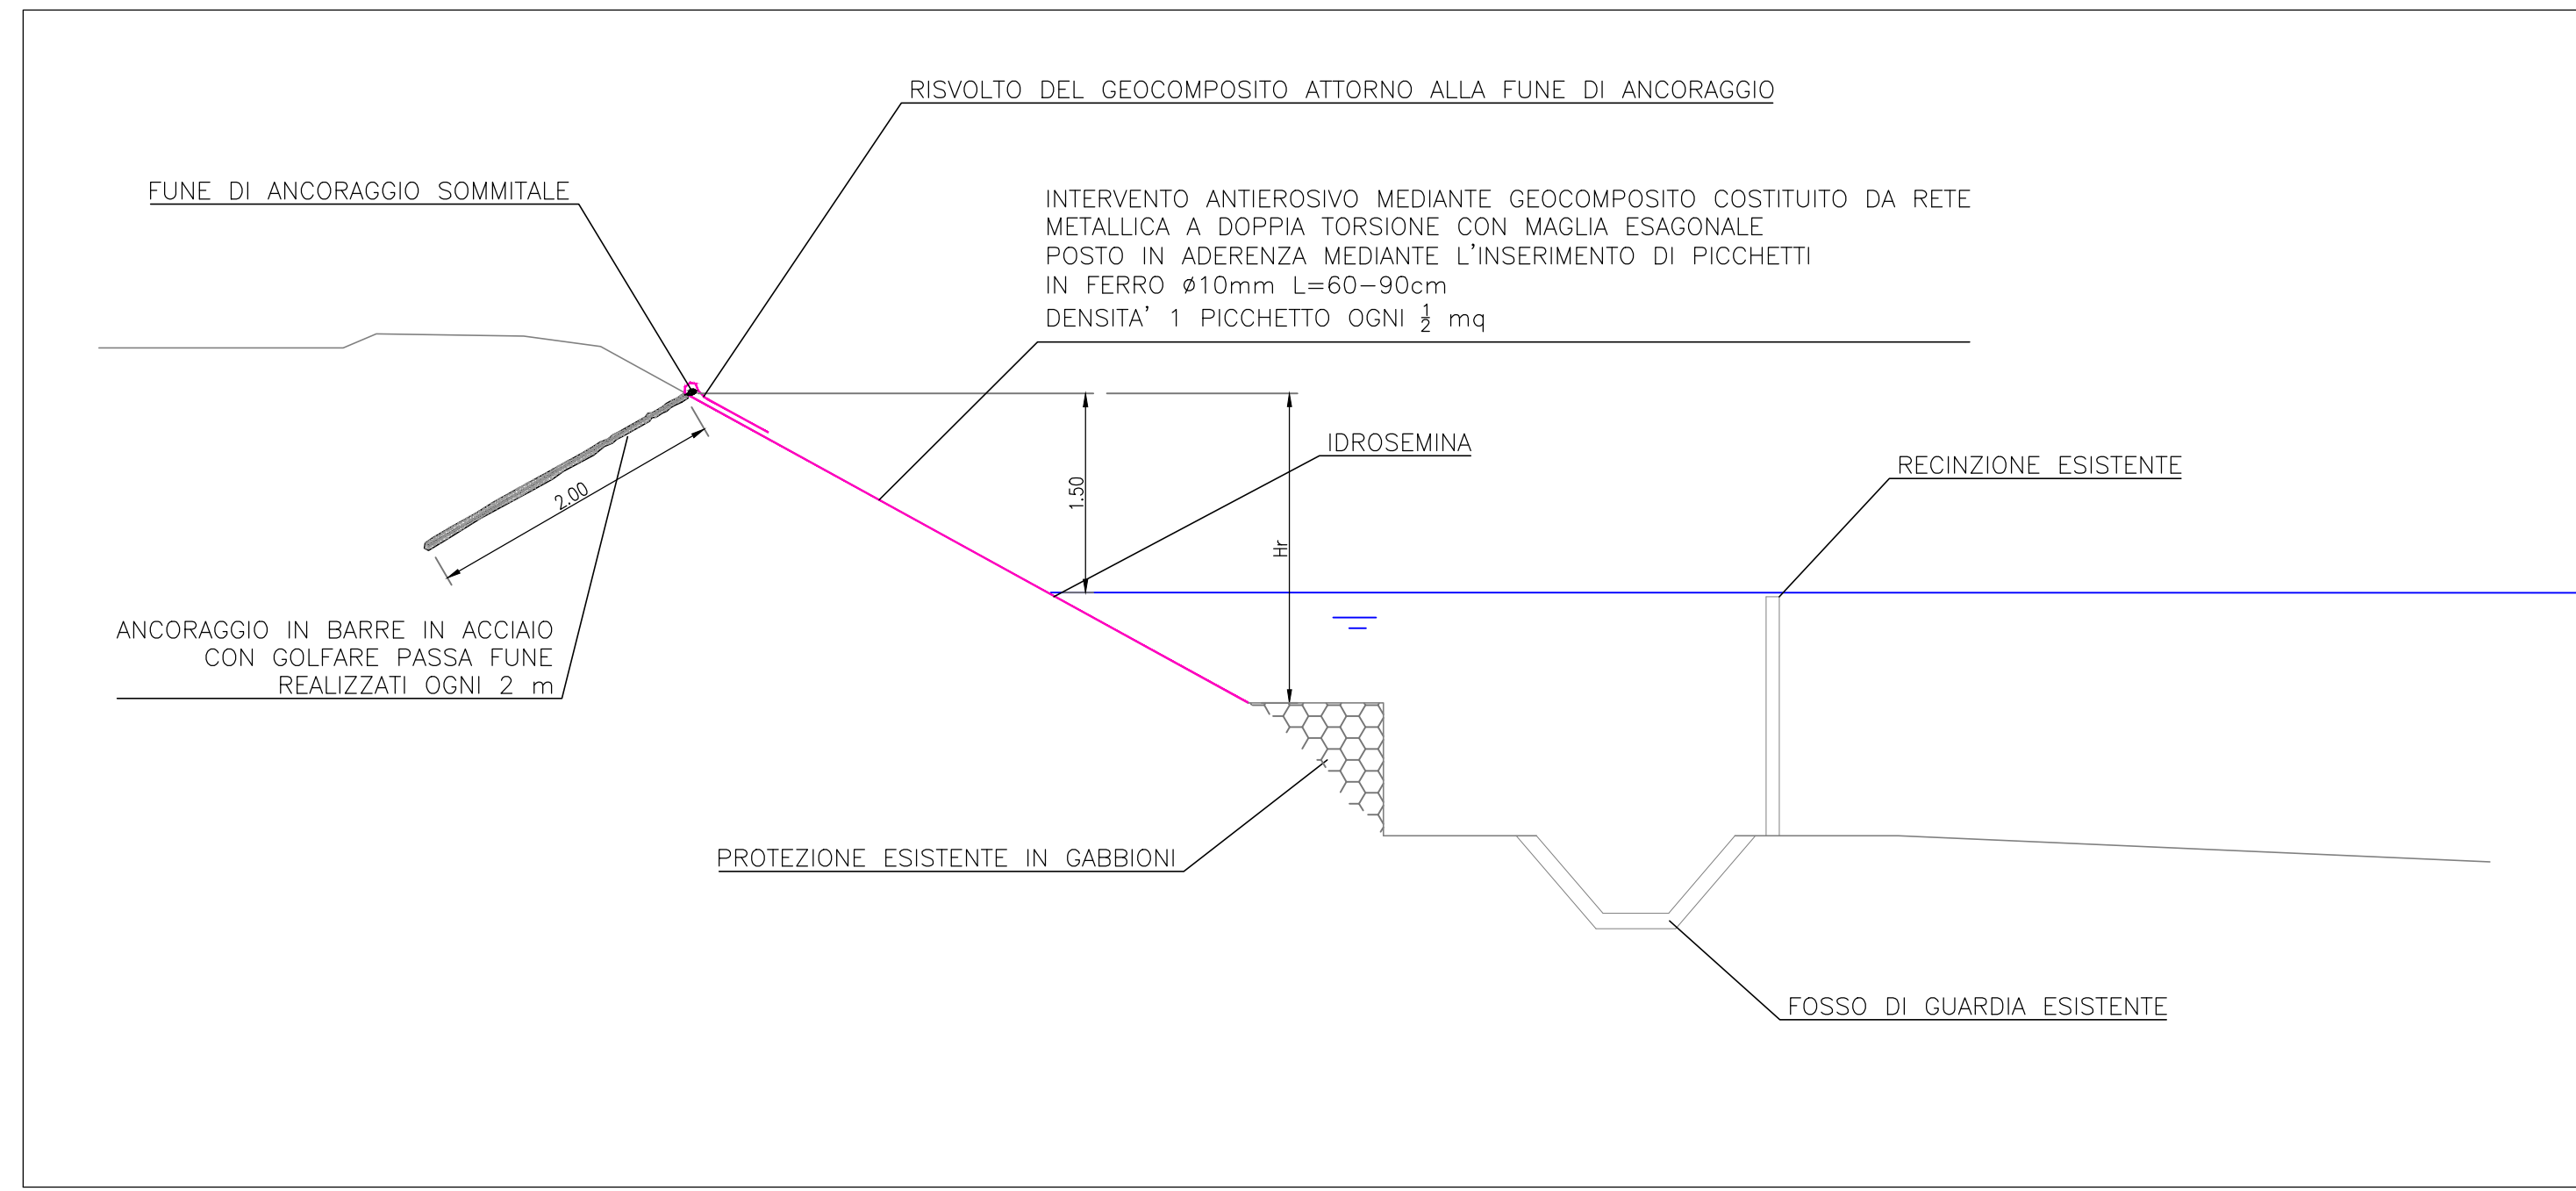 RISVOLTO DEL GEOCOMPOSITO ATTORNO ALLA FUNE DI ANCORAGGIO
FUNE DI ANCORAGGIO SOMMITALE
INTERVENTO ANTIEROSIVO MEDIANTE GEOCOMPOSITO COSTITUITO DA RETE
METALLICA A DOPPIA TORSIONE CON MAGLIA ESAGONALE
POSTO IN ADERENZA MEDIANTE L'INSERIMENTO DI PICCHETTI
IN FERRO ø10mm L=60-90cm
DENSITA' 1 PICCHETTO OGNI 1/2 mq
IDROSEMINA
RECINZIONE ESISTENTE
2.00
1.50
Hr
ANCORAGGIO IN BARRE IN ACCIAIO
CON GOLFARE PASSA FUNE
REALIZZATI OGNI 2 m
PROTEZIONE ESISTENTE IN GABBIONI
FOSSO DI GUARDIA ESISTENTE